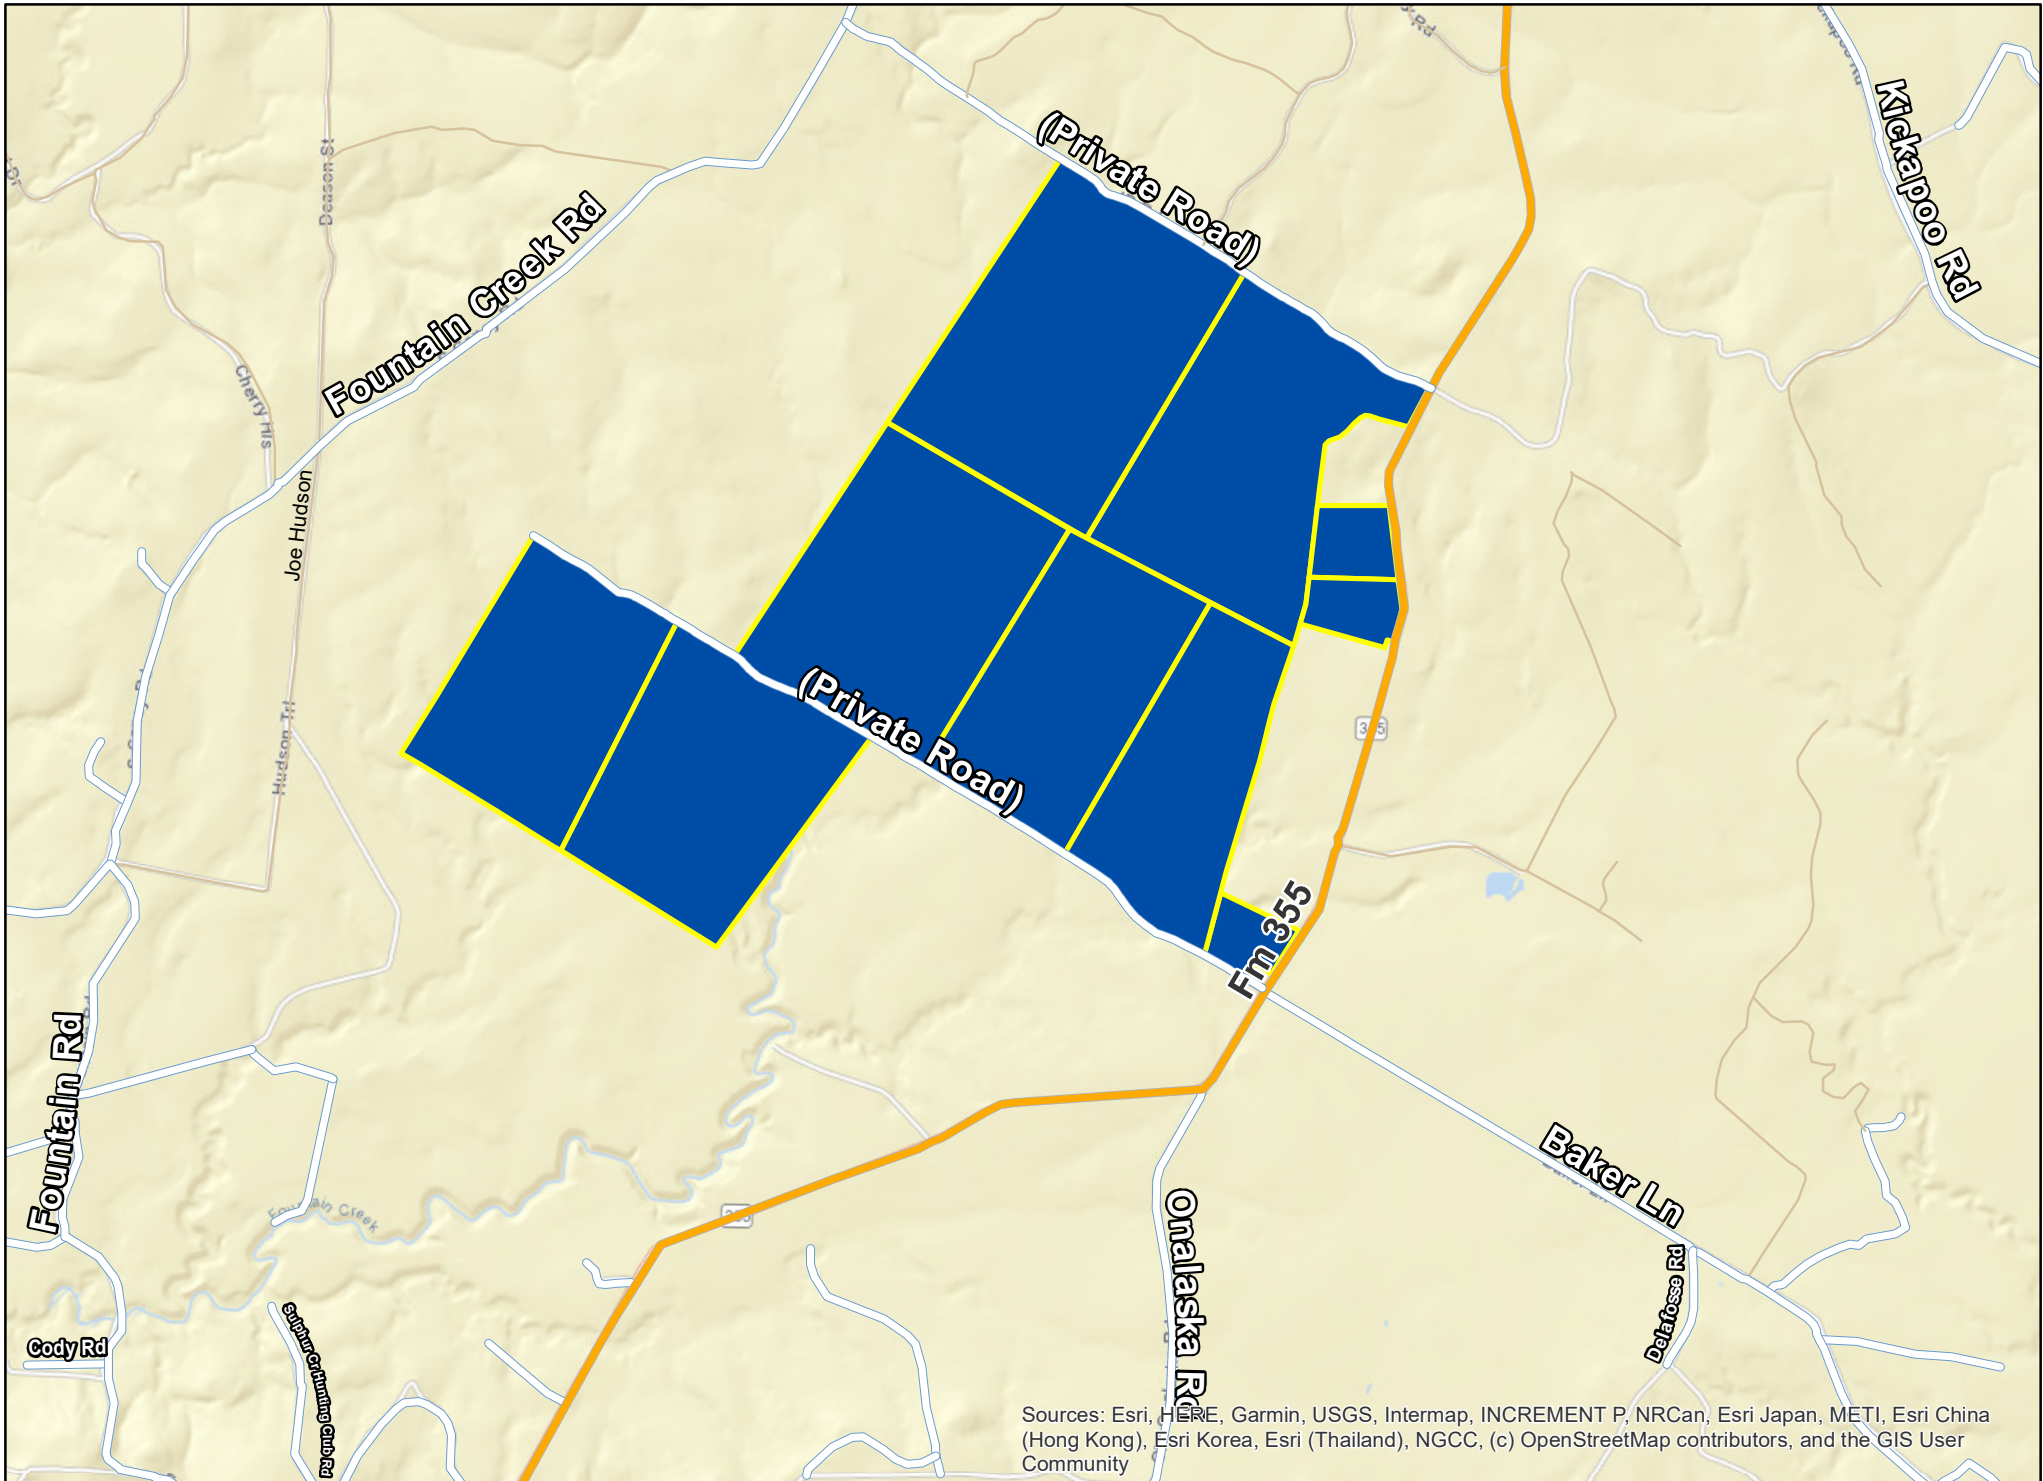 Kickapoo Rd
(Private Road)
Deason St
Fountain Creek Rd
Cherry Hls
Joe Hudson
Hudson Trl
(Private Road)
Fm 355
Fountain Rd
Baker Ln
Fountain Creek
Onalaska Rd
Delafosse Rd
Cody Rd
Sulphur Cr Hunting Club Rd
Sources: Esri, HERE, Garmin, USGS, Intermap, INCREMENT P, NRCan, Esri Japan, METI, Esri China
(Hong Kong), Esri Korea, Esri (Thailand), NGCC, (c) OpenStreetMap contributors, and the GIS User
Community